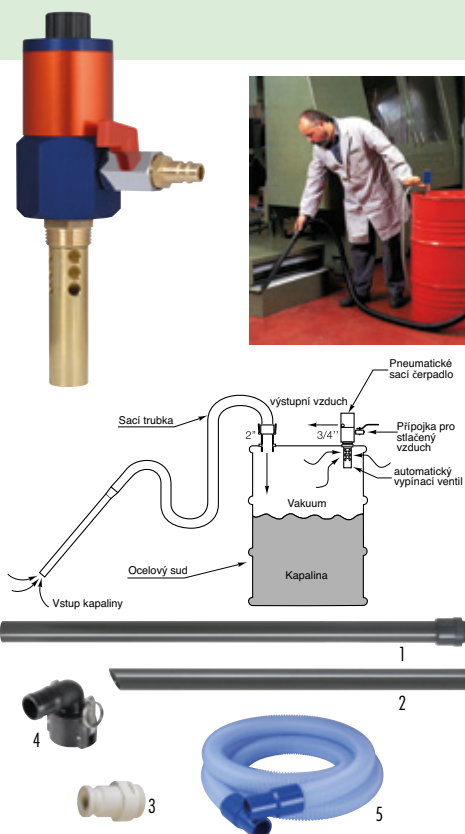 Pneumatické
sací čerpadlo
výstupní vzduch
Sací trubka
2”
3/4’’
Přípojka pro
stlačený
vzduch
automatický
vypínací ventil
Vakuum
Ocelový sud
Kapalina
Vstup kapaliny
1
2
4
3
5